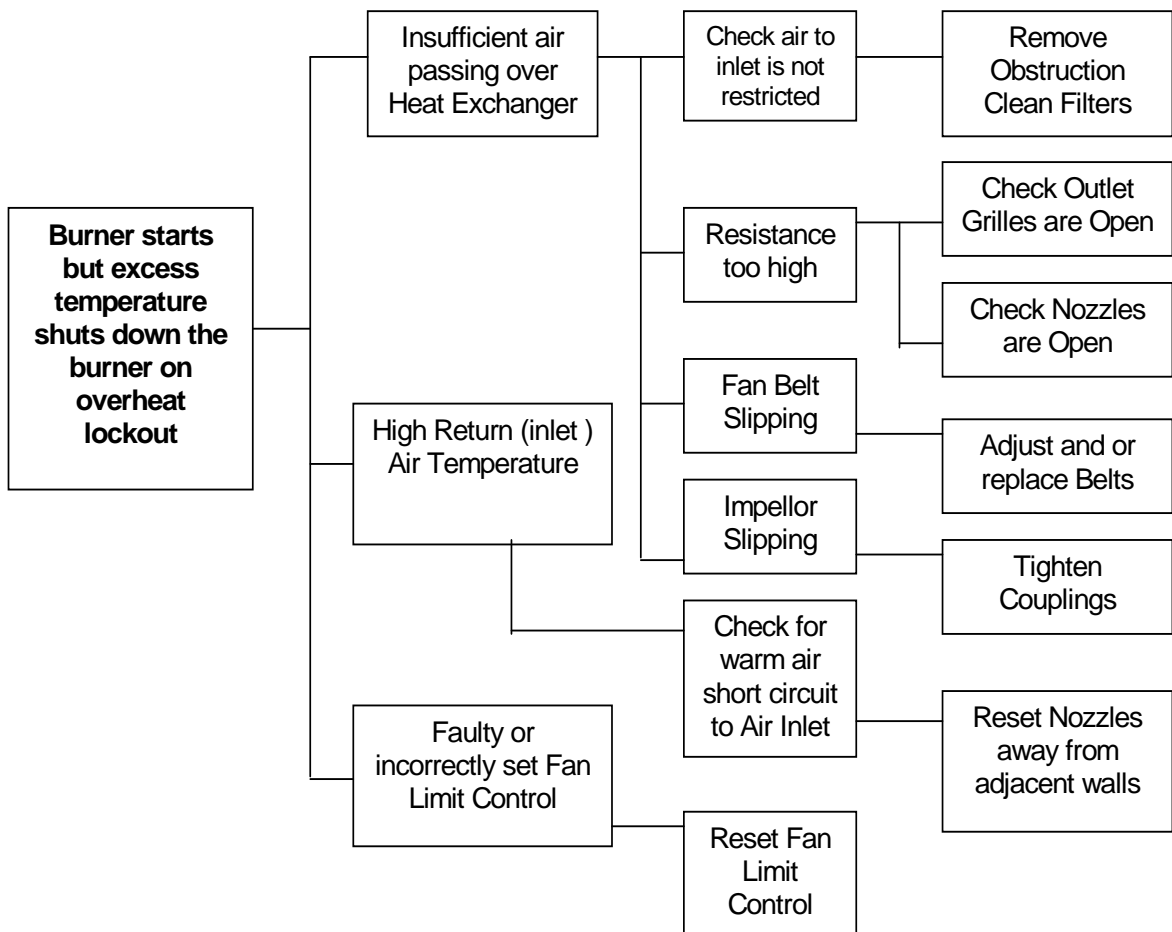 Burner starts
but excess
temperature
shuts down the
burner on
overheat
lockout
Insufficient air
passing over
Heat Exchanger
Check air to
inlet is not
restricted
Remove
Obstruction
Clean Filters
Resistance
too high
Check Outlet
Grilles are Open
Check Nozzles
are Open
Fan Belt
Slipping
Adjust and or
replace Belts
Impellor
Slipping
Tighten
Couplings
High Return (inlet )
Air Temperature
Check for
warm air
short circuit
to Air Inlet
Reset Nozzles
away from
adjacent walls
Faulty or
incorrectly set Fan
Limit Control
Reset Fan
Limit
Control